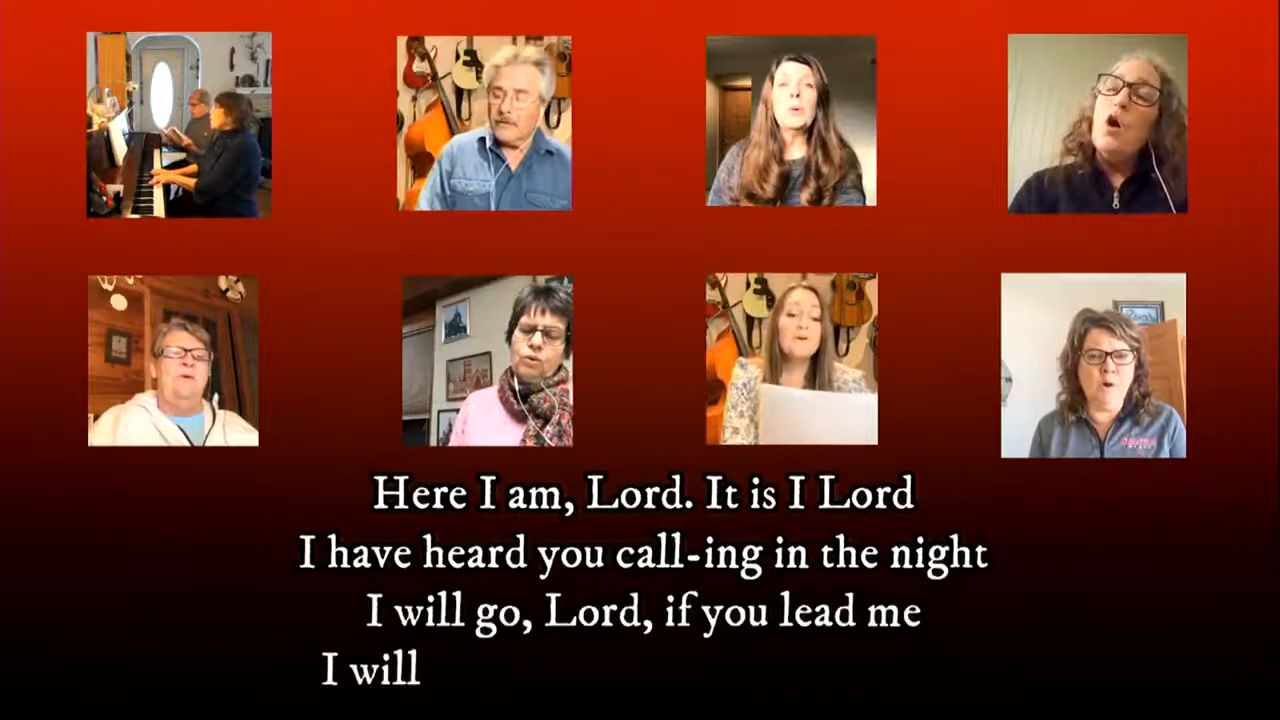 Here I am, Lord. It is I Lord
I have heard you call-ing in the night
I will go, Lord, if you lead me
I will